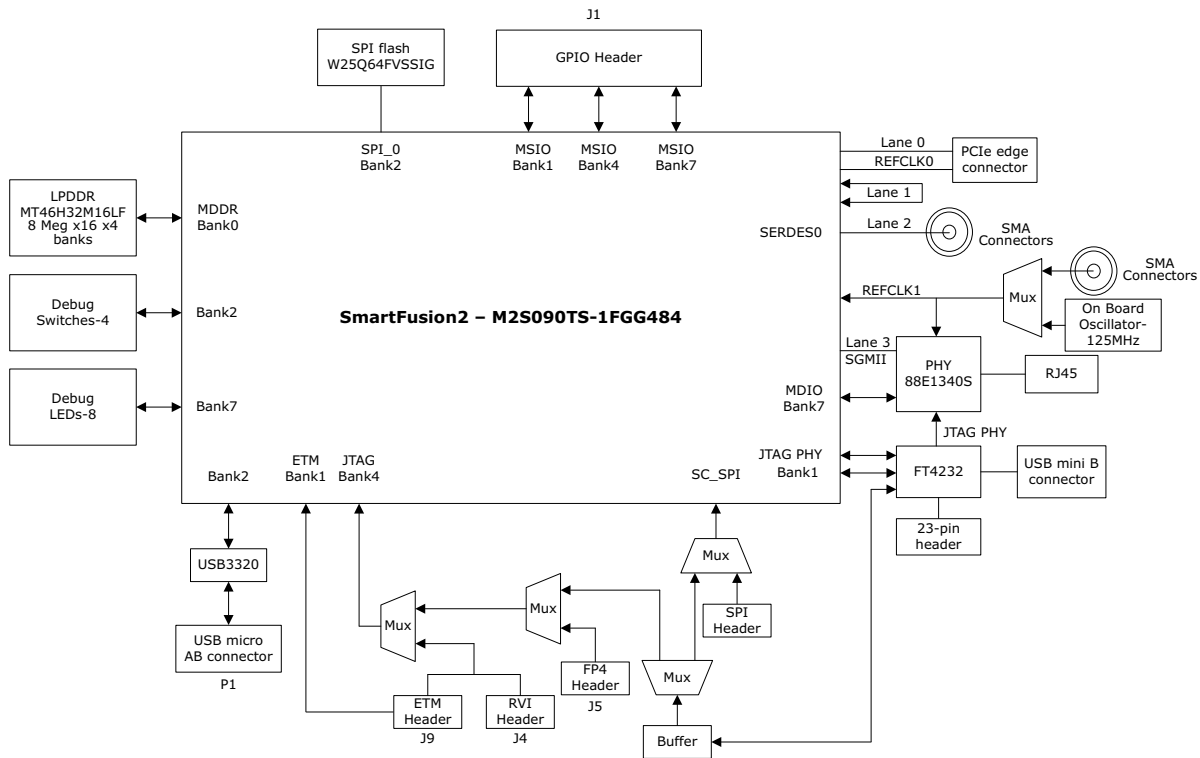 J1
SPI flash
W25Q64FVSSIG
GPIO Header
SPI_0
Bank2
MSIO
Bank1
MSIO
Bank4
MSIO
Bank7
Lane 0
REFCLK0
PCIe edge
connector
Lane 1
LPDDR
MT46H32M16LF
8 Meg x16 x4
banks
MDDR
Bank0
SERDES0
Lane 2
SMA
Connectors
SMA
Connectors
Debug
Switches-4
Bank2
SmartFusion2 – M2S090TS-1FGG484
REFCLK1
Mux
On Board
Oscillator-
125MHz
Lane 3
SGMII
PHY
88E1340S
RJ45
Debug
LEDs-8
Bank7
MDIO
Bank7
JTAG PHY
Bank2
ETM
Bank1
JTAG
Bank4
SC_SPI
JTAG PHY
Bank1
FT4232
USB mini B
connector
23-pin
header
USB3320
Mux
SPI
Header
USB micro
AB connector
P1
Mux
Mux
FP4
Header
J5
Mux
ETM
Header
J9
RVI
Header
J4
Buffer